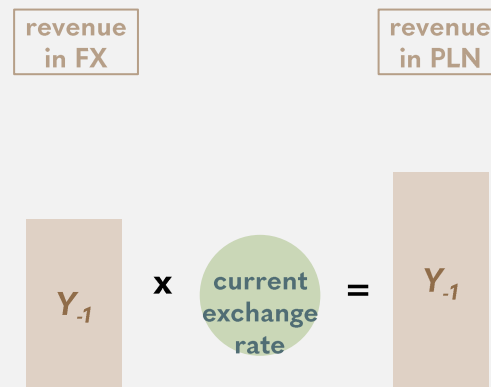 revenue
in FX
revenue
in PLN
Y-1
x
current
exchange
rate
=
Y-1